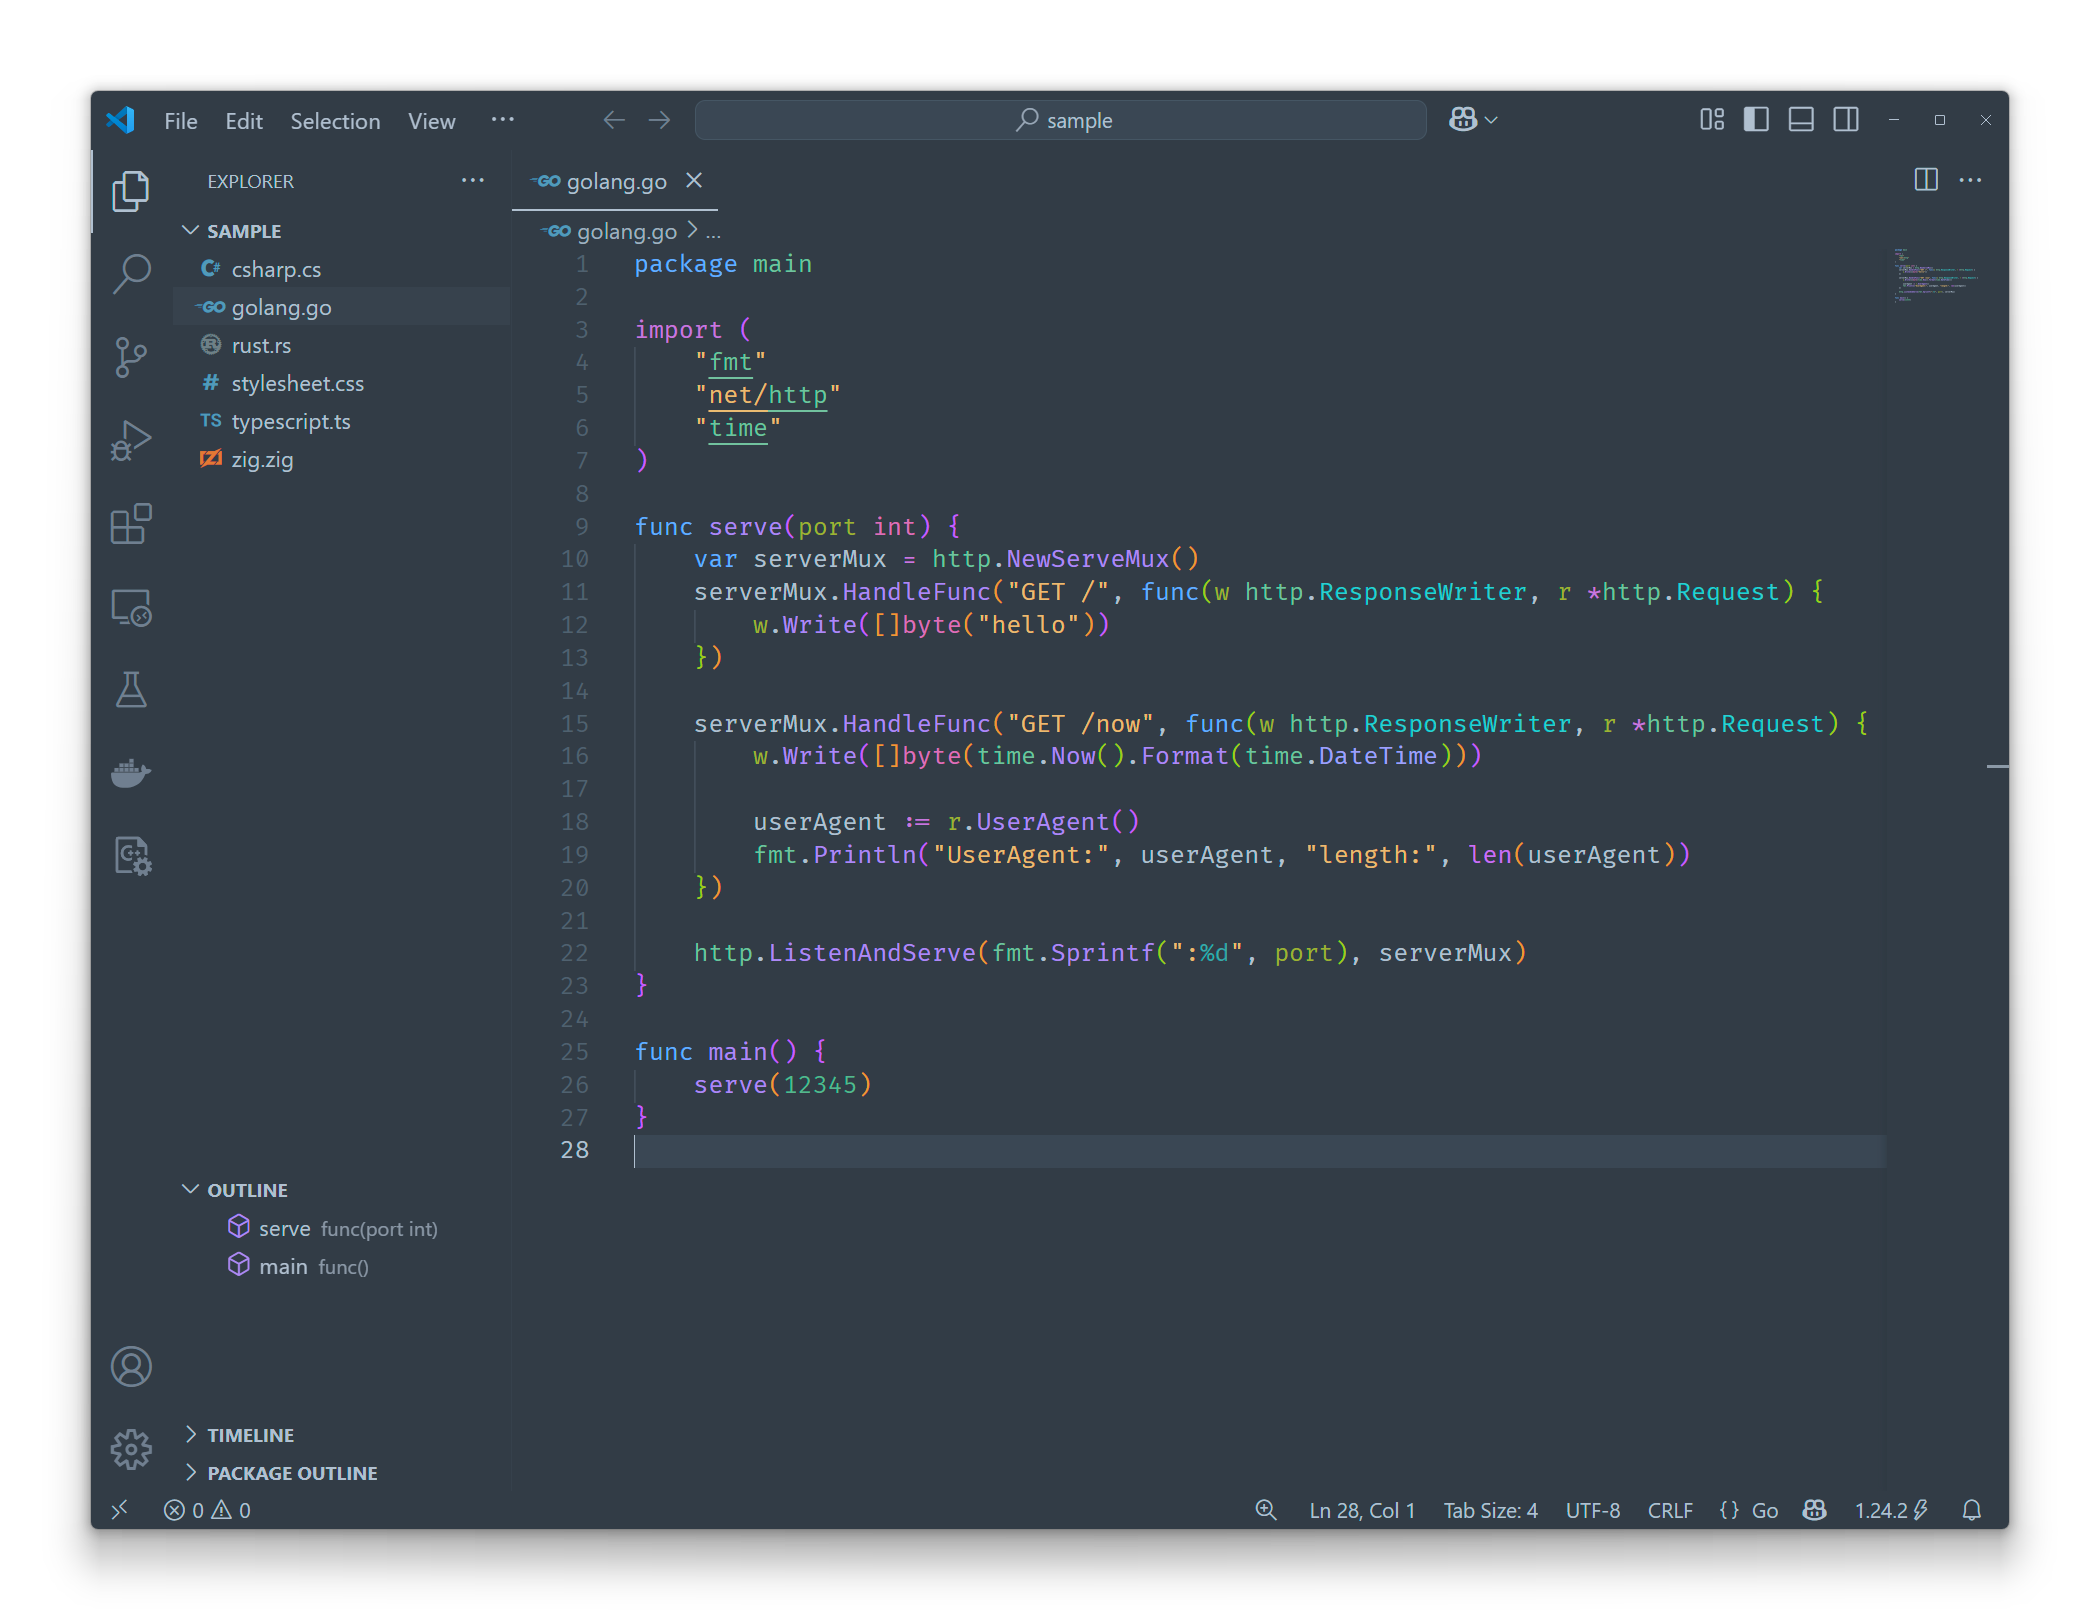 File Edit Selection View ···
sample
EXPLORER ···
SAMPLE
C# csharp.cs
GO golang.go
rust.rs
# stylesheet.css
TS typescript.ts
zig.zig
OUTLINE
serve func(port int)
main func()
TIMELINE
PACKAGE OUTLINE
GO golang.go
GO golang.go > ...
1 package main
2
3 import (
4     "fmt"
5     "net/http"
6     "time"
7 )
8
9 func serve(port int) {
10     var serverMux = http.NewServeMux()
11     serverMux.HandleFunc("GET /", func(w http.ResponseWriter, r *http.Request) {
12         w.Write([]byte("hello"))
13     })
14
15     serverMux.HandleFunc("GET /now", func(w http.ResponseWriter, r *http.Request) {
16         w.Write([]byte(time.Now().Format(time.DateTime)))
17
18         userAgent := r.UserAgent()
19         fmt.Println("UserAgent:", userAgent, "length:", len(userAgent))
20     })
21
22     http.ListenAndServe(fmt.Sprintf(":%d", port), serverMux)
23 }
24
25 func main() {
26     serve(12345)
27 }
28
0 0
Ln 28, Col 1 Tab Size: 4 UTF-8 CRLF {} Go 1.24.2